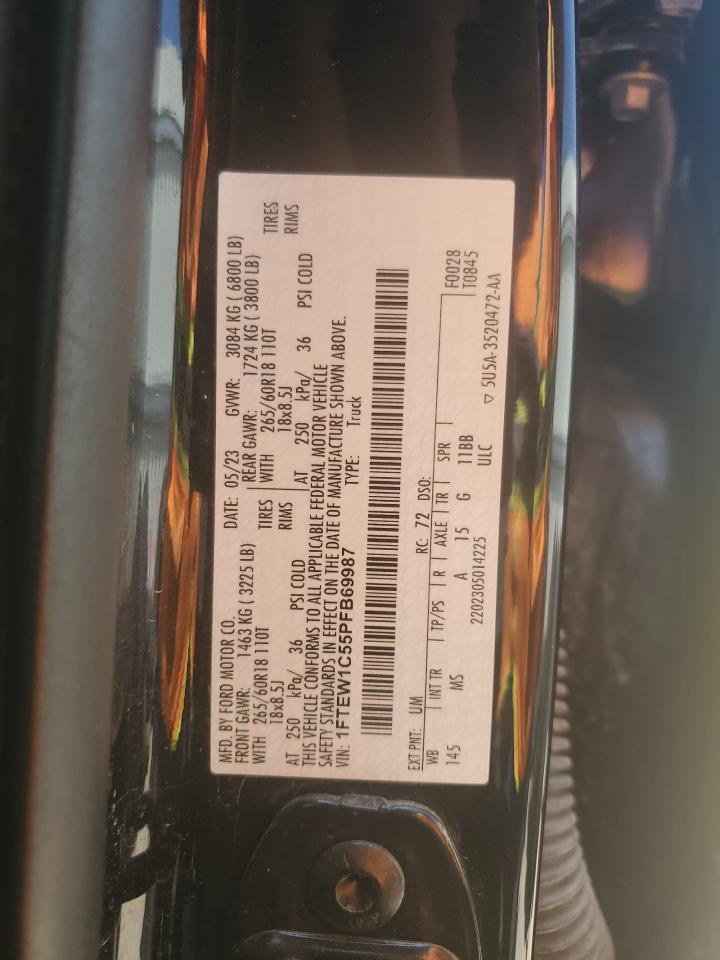 MFD. BY FORD MOTOR CO.
DATE: 05/23 GVWR: 3084 KG ( 6800 LB)
FRONT GAWR: 1463 KG ( 3225 LB) REAR GAWR: 1724 KG ( 3800 LB)
WITH 265/60R18 110T TIRES WITH 265/60R18 110T TIRES
18x8.5J RIMS 18x8.5J RIMS
AT 250 kPa/ 36 PSI COLD AT 250 kPa/ 36 PSI COLD
THIS VEHICLE CONFORMS TO ALL APPLICABLE FEDERAL MOTOR VEHICLE
SAFETY STANDARDS IN EFFECT ON THE DATE OF MANUFACTURE SHOWN ABOVE.
VIN: 1FTEW1C55PFB69987 TYPE: Truck
EXT PNT: UM RC: 72 DSO: F0028
WB INT TR TP/PS R AXLE TR SPR T0845
145 MS A 15 G 11BB
2202305014225 ULC ▽ 5U5A-3520472-AA